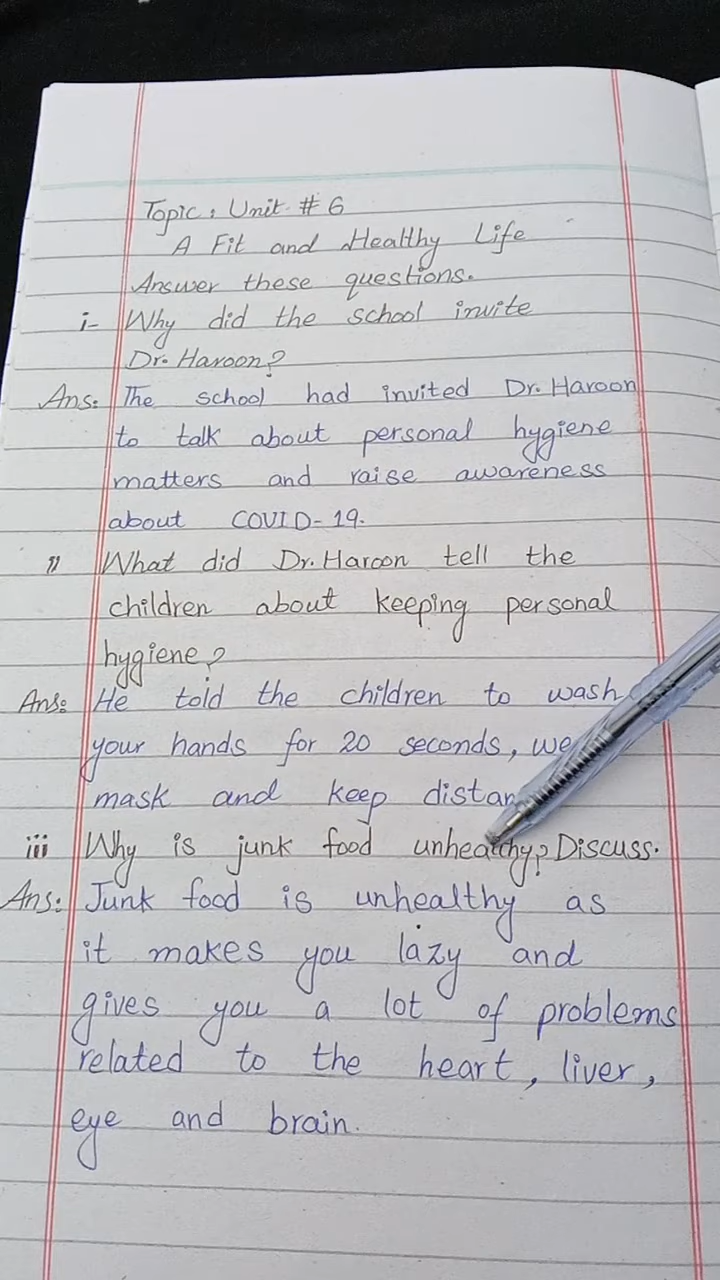 Topic: Unit # 6
A Fit and Healthy Life
Answer these questions.
i- Why did the school invite
Dr. Haroon?
Ans: The school had invited Dr. Haroon
to talk about personal hygiene
matters and raise awareness
about COVID-19.
What did Dr. Haroon tell the
children about keeping personal
hygiene?
Ans: He told the children to wash
your hands for 20 seconds,
mask and keep
iii Why is junk food unhealthy? Discuss.
Ans: Junk food is unhealthy as
it makes you lazy and
gives you a lot of problems
related to the heart, liver,
eye and brain.